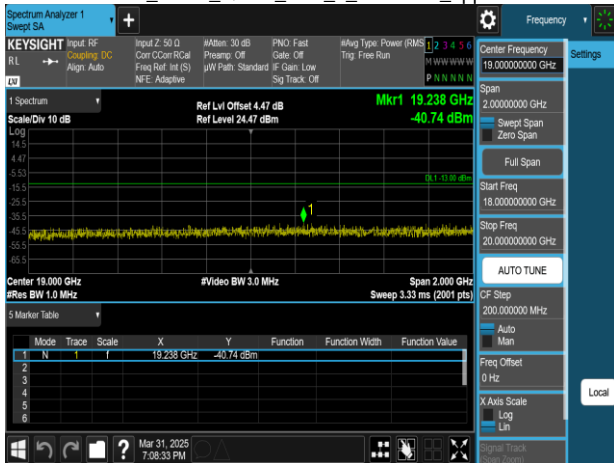 Spectrum Analyzer 1
Swept SA
+
Frequency
KEYSIGHT
Input: RF
Coupling: DC
Align: Auto
Input Z: 50 Ω
Corr CCorr RCal
Freq Ref: Int (S)
NFE: Adaptive
#Atten: 30 dB
Preamp: Off
µW Path: Standard
PNO: Fast
Gate: Off
IF Gain: Low
Sig Track: Off
#Avg Type: Power (RMS
Trig: Free Run
1 2 3 4 5 6
M W W W W W
P N N N N N
RL
LXI
1 Spectrum
Scale/Div 10 dB
Ref Lvl Offset 4.47 dB
Ref Level 24.47 dBm
Mkr1 19.238 GHz
-40.74 dBm
Log
14.5
4.47
-5.53
-15.5
-25.5
-35.5
-45.5
-55.5
-65.5
DL1 -13.00 dBm
1
Center 19.000 GHz
#Res BW 1.0 MHz
#Video BW 3.0 MHz
Span 2.000 GHz
Sweep 3.33 ms (2001 pts)
5 Marker Table
Mode Trace Scale X Y Function Function Width Function Value
1 N 1 f 19.238 GHz -40.74 dBm
2
3
4
5
6
Mar 31, 2025
7:08:33 PM
?
Center Frequency
19.000000000 GHz
Settings
Span
2.00000000 GHz
Swept Span
Zero Span
Full Span
Start Freq
18.000000000 GHz
Stop Freq
20.000000000 GHz
AUTO TUNE
CF Step
200.000000 MHz
Auto
Man
Freq Offset
0 Hz
X Axis Scale
Log
Lin
Local
Signal Track
(Span Zoom)